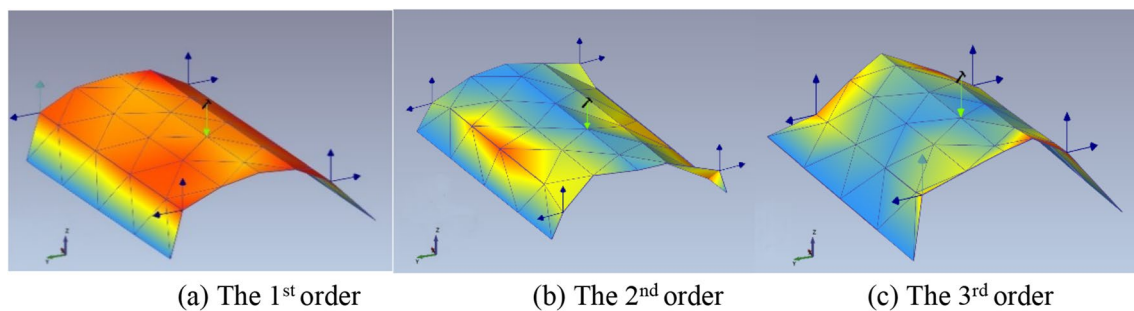 (a) The 1st order
(b) The 2nd order
(c) The 3rd order